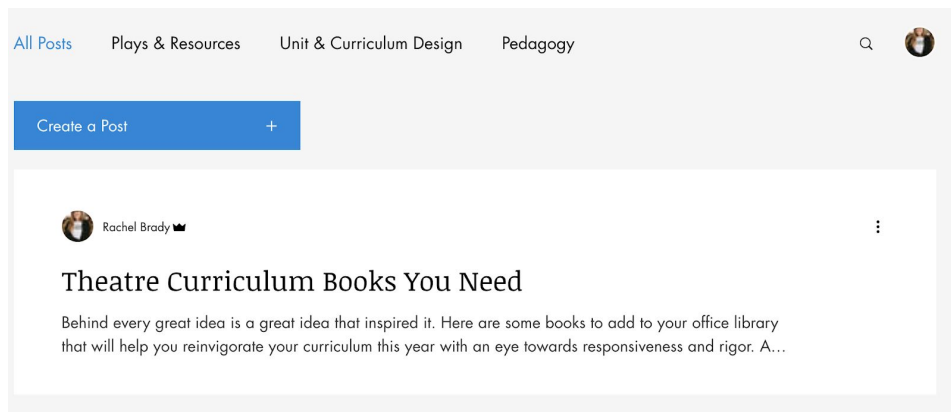 All Posts Plays & Resources Unit & Curriculum Design Pedagogy
Create a Post +
Rachel Brady
Theatre Curriculum Books You Need
Behind every great idea is a great idea that inspired it. Here are some books to add to your office library
that will help you reinvigorate your curriculum this year with an eye towards responsiveness and rigor. A...